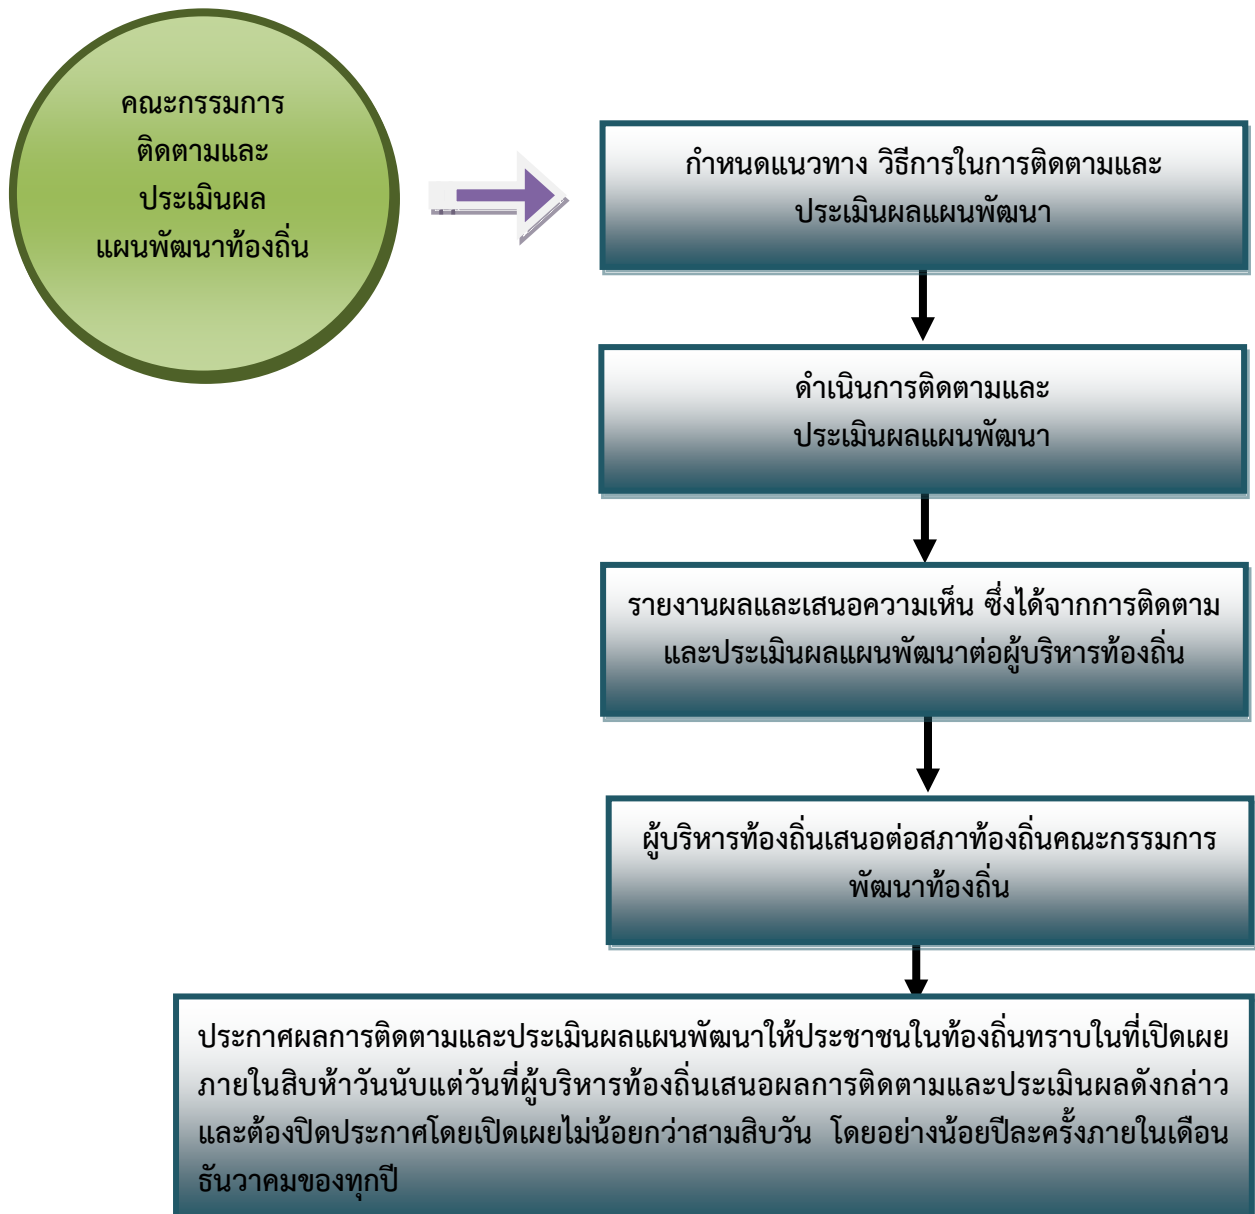 คณะกรรมการ
ติดตามและ
ประเมินผล
แผนพัฒนาท้องถิ่น
กำหนดแนวทาง วิธีการในการติดตามและ
ประเมินผลแผนพัฒนา
ดำเนินการติดตามและ
ประเมินผลแผนพัฒนา
รายงานผลและเสนอความเห็น ซึ่งได้จากการติดตาม
และประเมินผลแผนพัฒนาต่อผู้บริหารท้องถิ่น
ผู้บริหารท้องถิ่นเสนอต่อสภาท้องถิ่นคณะกรรมการ
พัฒนาท้องถิ่น
ประกาศผลการติดตามและประเมินผลแผนพัฒนาให้ประชาชนในท้องถิ่นทราบในที่เปิดเผย
ภายในสิบห้าวันนับแต่วันที่ผู้บริหารท้องถิ่นเสนอผลการติดตามและประเมินผลดังกล่าว
และต้องปิดประกาศโดยเปิดเผยไม่น้อยกว่าสามสิบวัน โดยอย่างน้อยปีละครั้งภายในเดือน
ธันวาคมของทุกปี